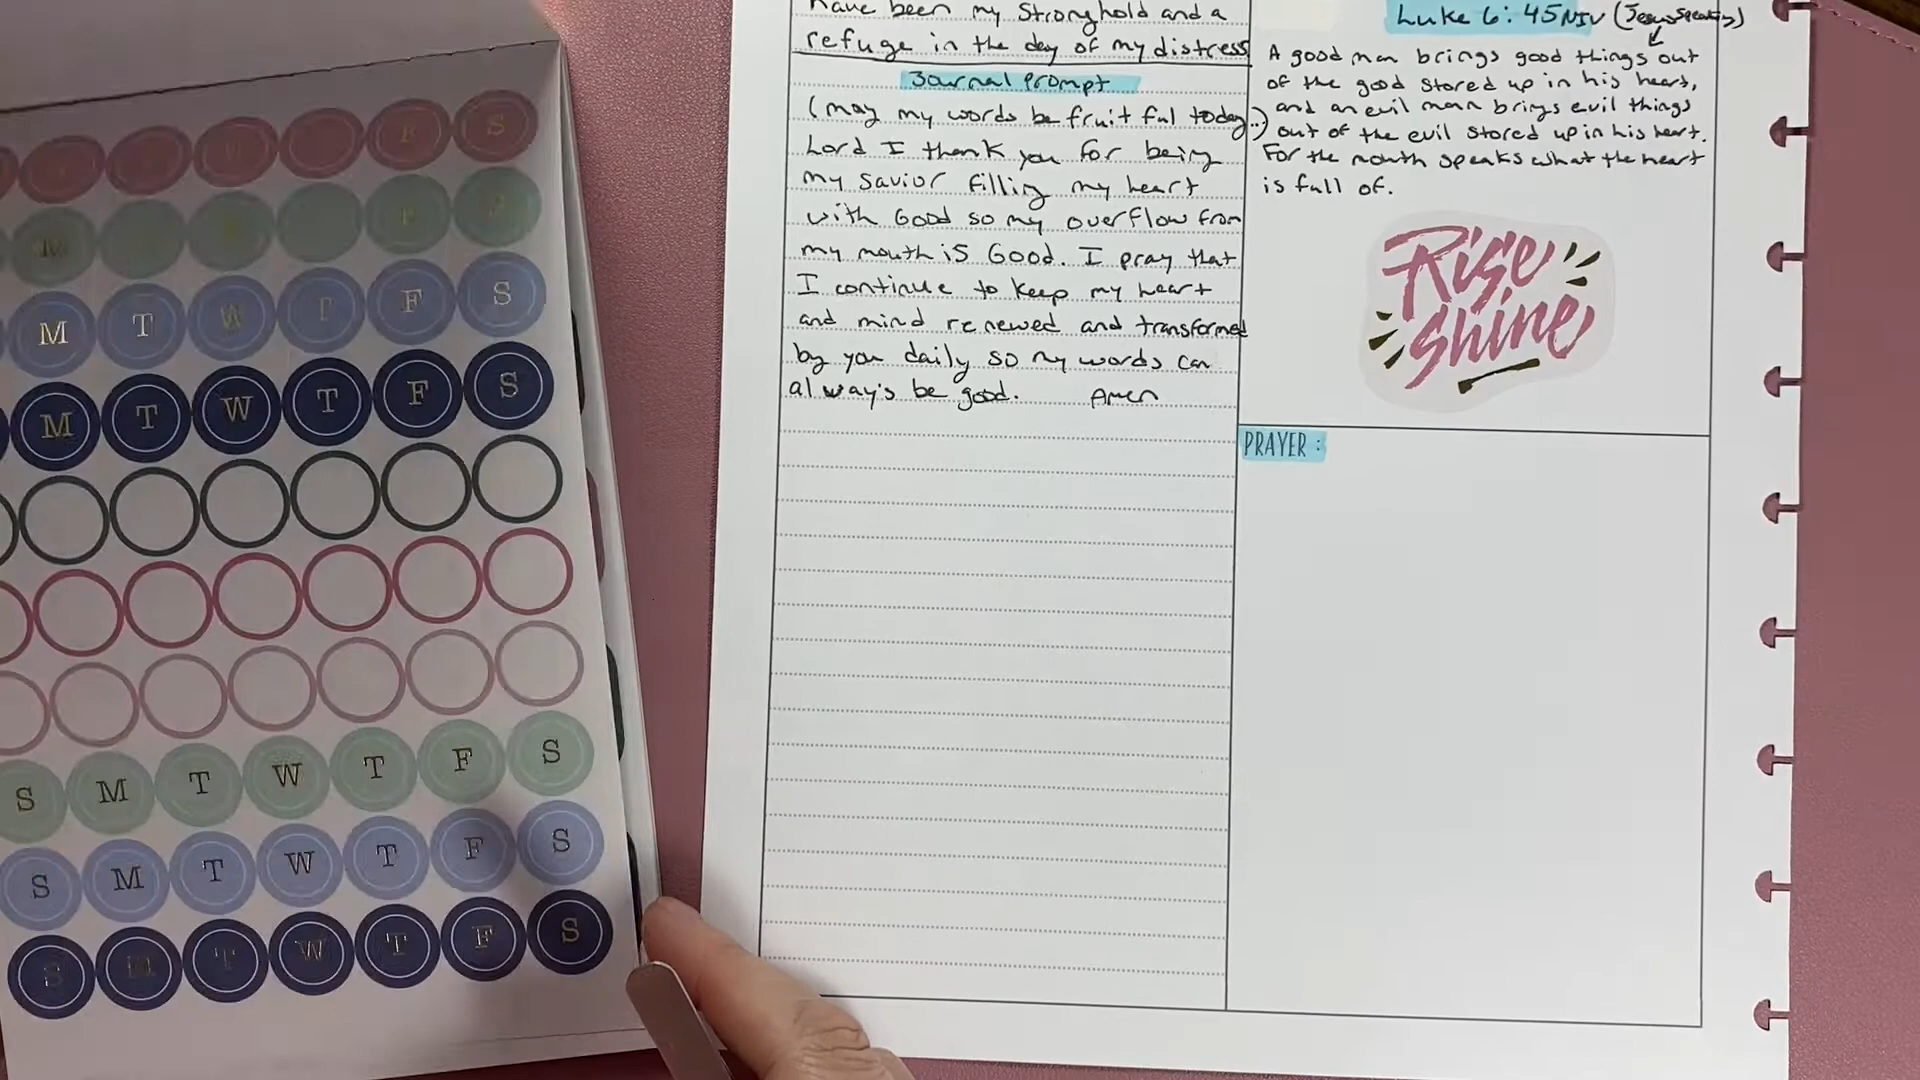 E S
M E S
M T W T F S
M T W T F S
S M T W T F S
S M T W T F S
S M T W T F S
have been my stronghold and a
refuge in the day of my distress
Journal Prompt
(may my words be fruit ful today..)
Lord I thank you for being
my savior filling my heart
with Good so my overflow from
my mouth is Good. I pray that
I continue to keep my heart
and mind renewed and transformed
by you daily so my words can
always be good. Amen
Luke 6:45 NIV (Jesus Speaking)
A good man brings good things out
of the good stored up in his heart,
and an evil man brings evil things
out of the evil stored up in his heart.
For the mouth speaks what the heart
is full of.
Rise
Shine
PRAYER: